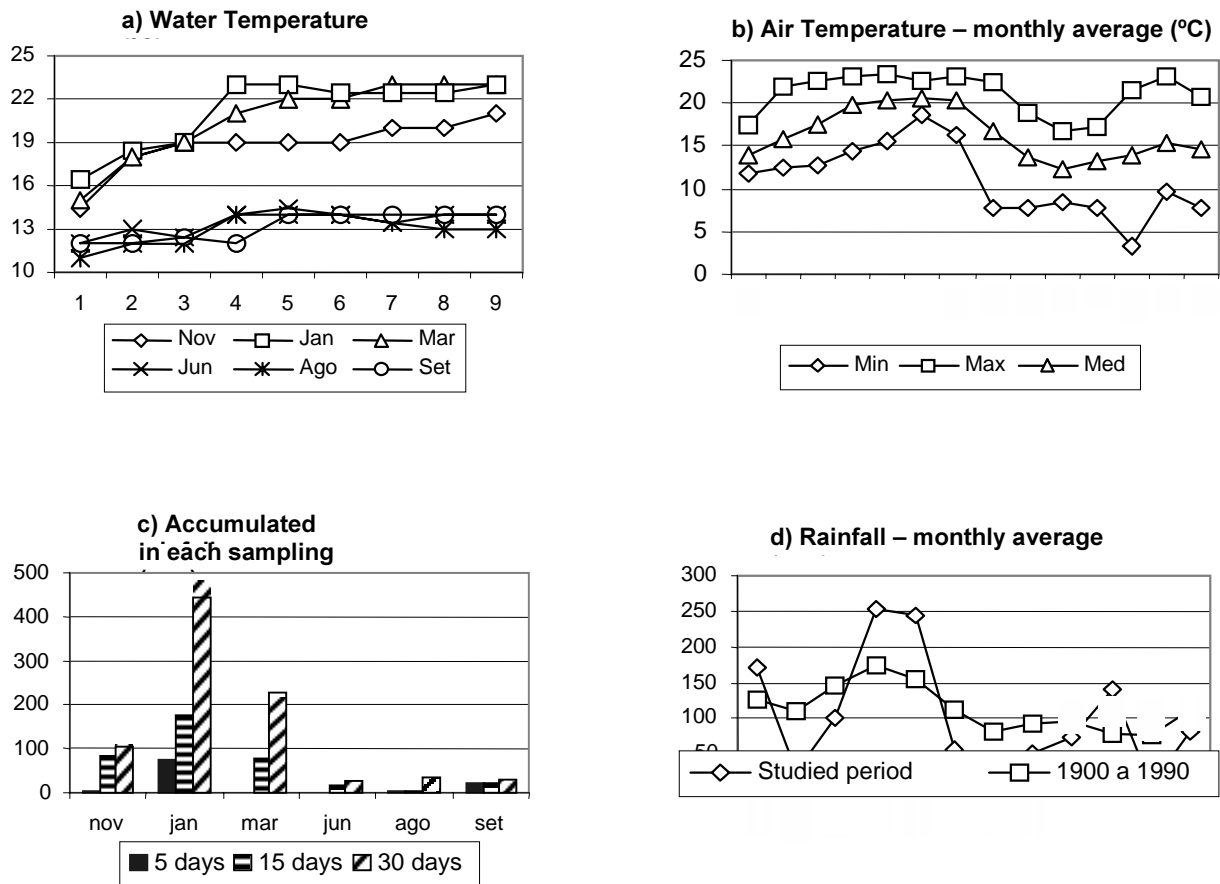 a) Water Temperature
25
22
19
16
13
10
1 2 3 4 5 6 7 8 9
Nov Jan Mar
Jun Ago Set
b) Air Temperature – monthly average (ºC)
25
20
15
10
5
0
Min Max Med
c) Accumulated
in each sampling
500
400
300
200
100
0
nov jan mar jun ago set
5 days 15 days 30 days
d) Rainfall – monthly average
300
250
200
150
100
Studied period 1900 a 1990